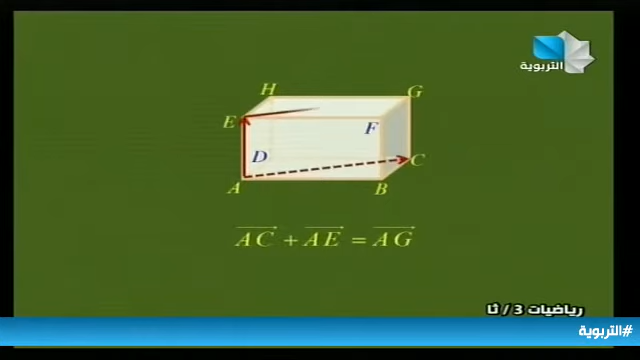 التربوية
H
G
E
F
D
C
A
B
AC + AE = AG
رياضيات 3 / ثا
#التربوية